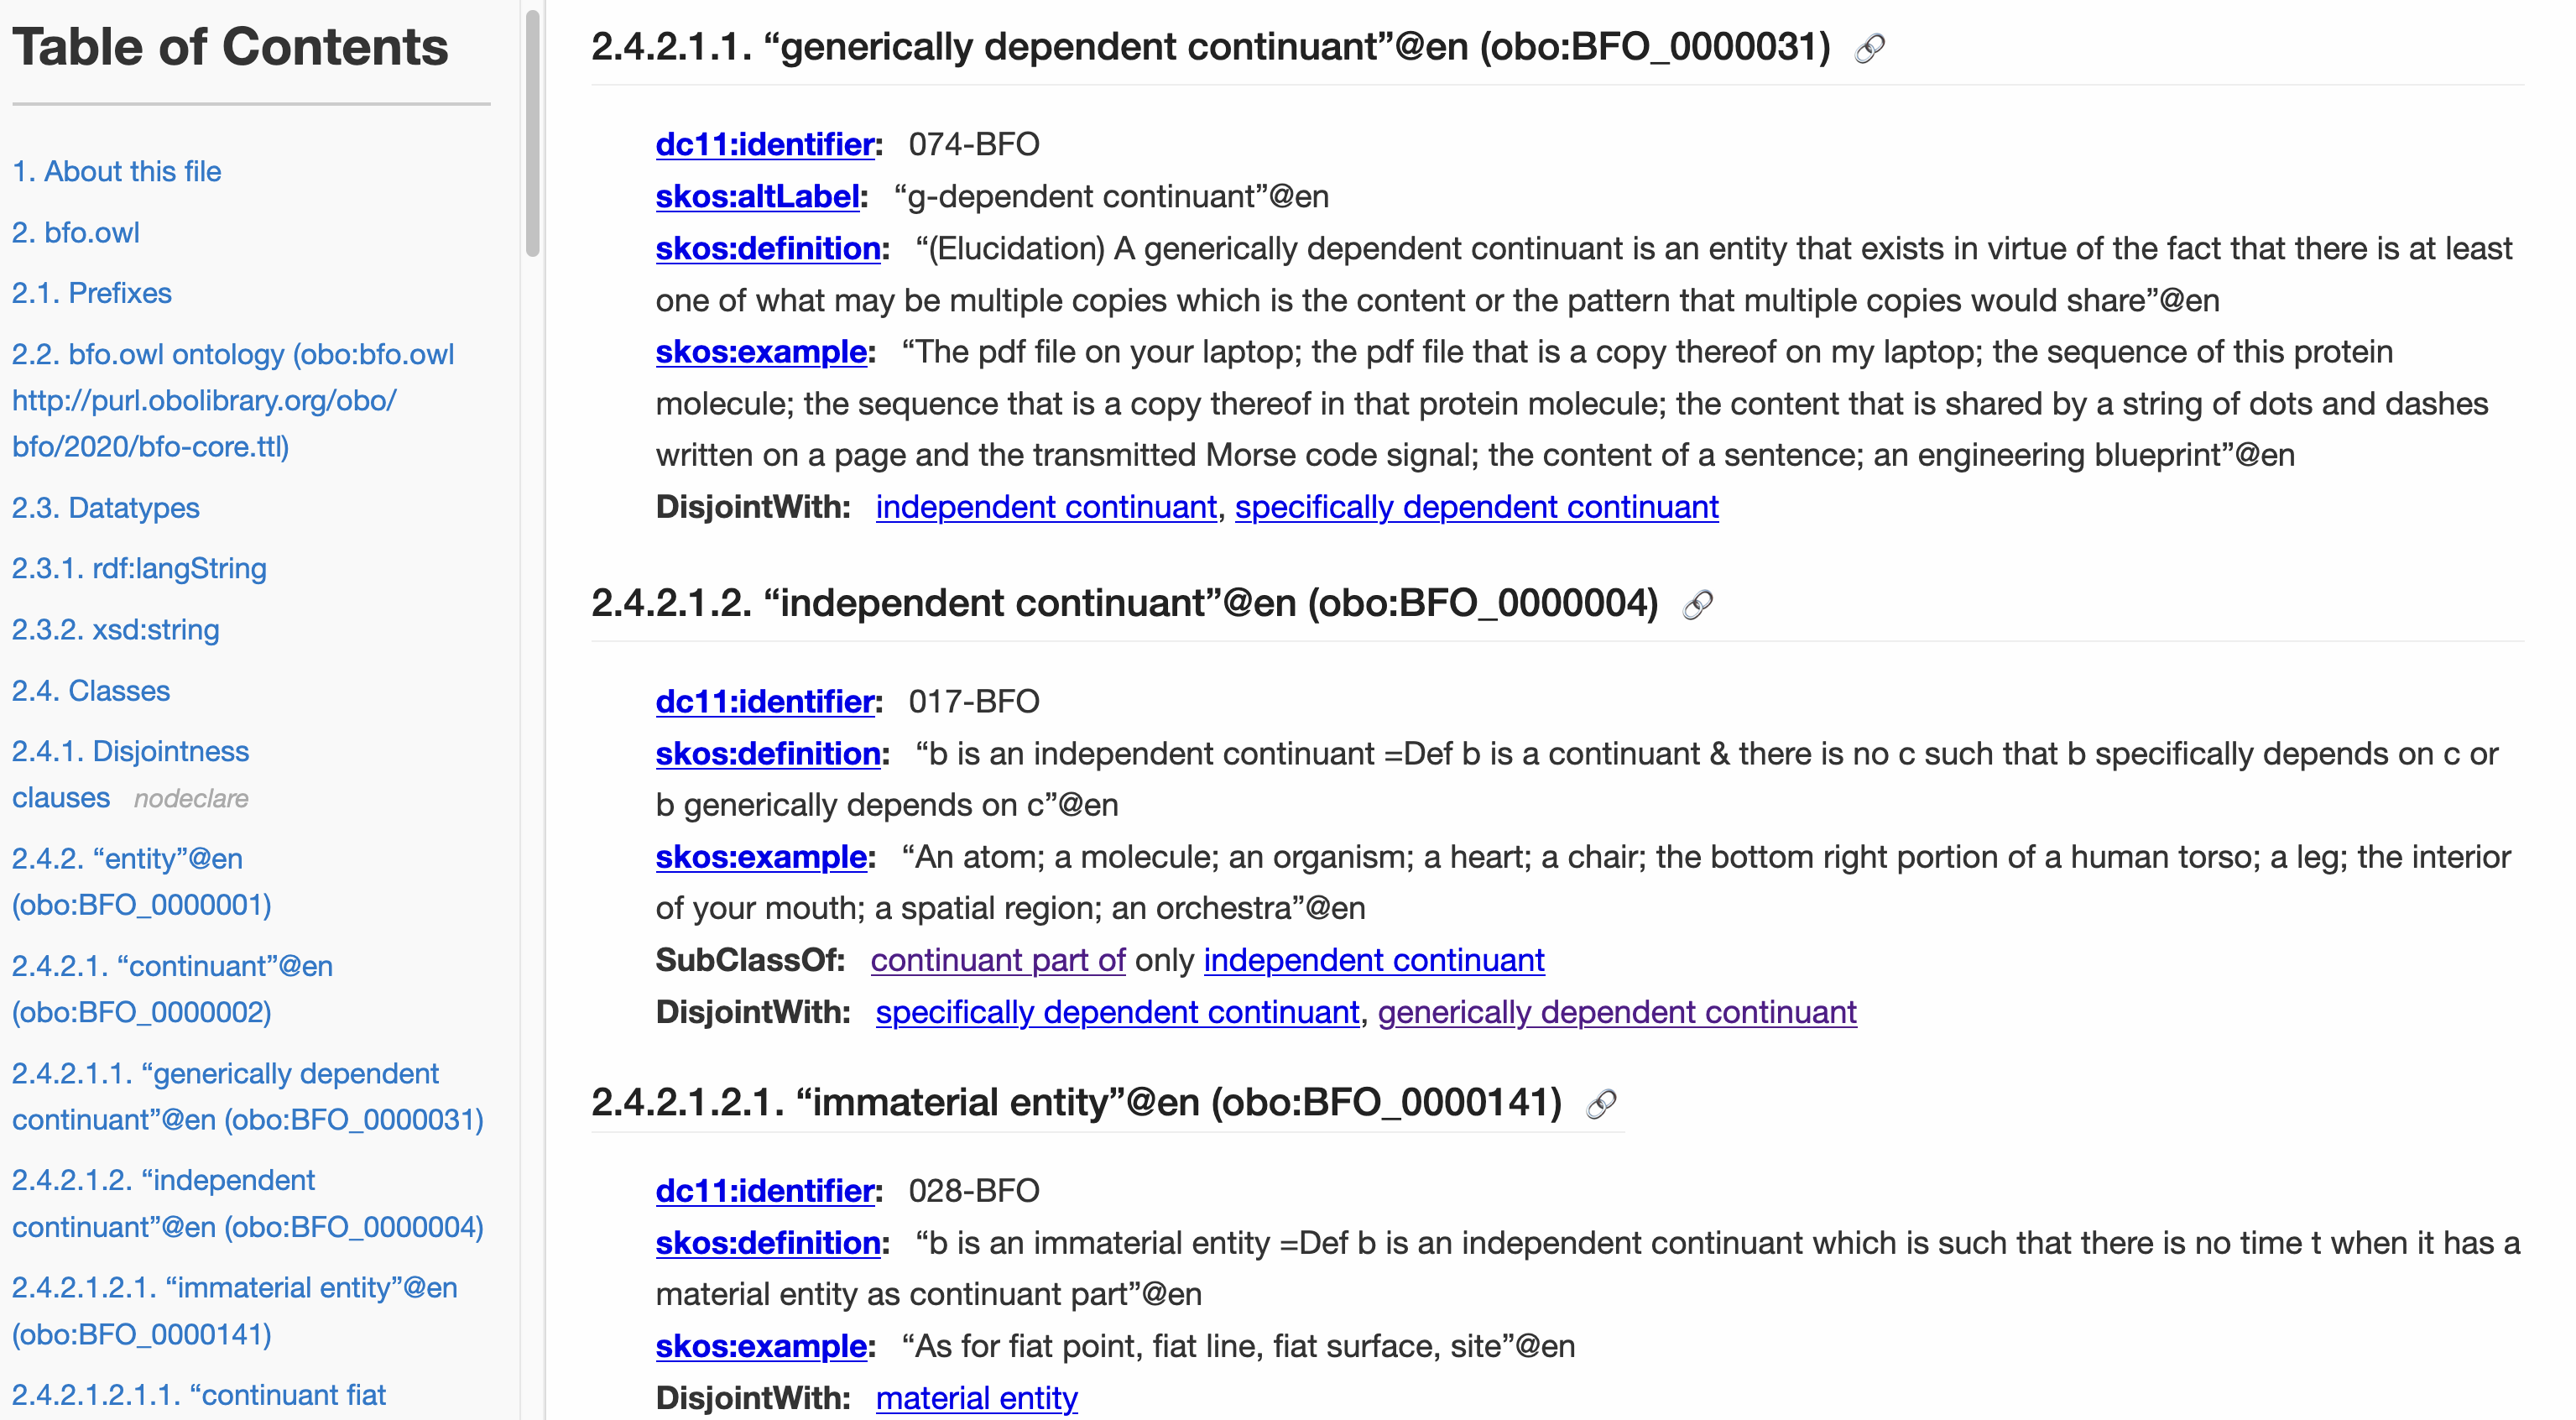 Table of Contents
1. About this file
2. bfo.owl
2.1. Prefixes
2.2. bfo.owl ontology (obo:bfo.owl
http://purl.obolibrary.org/obo/
bfo/2020/bfo-core.ttl)
2.3. Datatypes
2.3.1. rdf:langString
2.3.2. xsd:string
2.4. Classes
2.4.1. Disjointness
clauses nodeclare
2.4.2. “entity”@en
(obo:BFO_0000001)
2.4.2.1. “continuant”@en
(obo:BFO_0000002)
2.4.2.1.1. “generically dependent
continuant”@en (obo:BFO_0000031)
2.4.2.1.2. “independent
continuant”@en (obo:BFO_0000004)
2.4.2.1.2.1. “immaterial entity”@en
(obo:BFO_0000141)
2.4.2.1.2.1.1. “continuant fiat
2.4.2.1.1. “generically dependent continuant”@en (obo:BFO_0000031)
dc11:identifier: 074-BFO
skos:altLabel: “g-dependent continuant”@en
skos:definition: “(Elucidation) A generically dependent continuant is an entity that exists in virtue of the fact that there is at least
one of what may be multiple copies which is the content or the pattern that multiple copies would share”@en
skos:example: “The pdf file on your laptop; the pdf file that is a copy thereof on my laptop; the sequence of this protein
molecule; the sequence that is a copy thereof in that protein molecule; the content that is shared by a string of dots and dashes
written on a page and the transmitted Morse code signal; the content of a sentence; an engineering blueprint”@en
DisjointWith: independent continuant, specifically dependent continuant
2.4.2.1.2. “independent continuant”@en (obo:BFO_0000004)
dc11:identifier: 017-BFO
skos:definition: “b is an independent continuant =Def b is a continuant & there is no c such that b specifically depends on c or
b generically depends on c”@en
skos:example: “An atom; a molecule; an organism; a heart; a chair; the bottom right portion of a human torso; a leg; the interior
of your mouth; a spatial region; an orchestra”@en
SubClassOf: continuant part of only independent continuant
DisjointWith: specifically dependent continuant, generically dependent continuant
2.4.2.1.2.1. “immaterial entity”@en (obo:BFO_0000141)
dc11:identifier: 028-BFO
skos:definition: “b is an immaterial entity =Def b is an independent continuant which is such that there is no time t when it has a
material entity as continuant part”@en
skos:example: “As for fiat point, fiat line, fiat surface, site”@en
DisjointWith: material entity